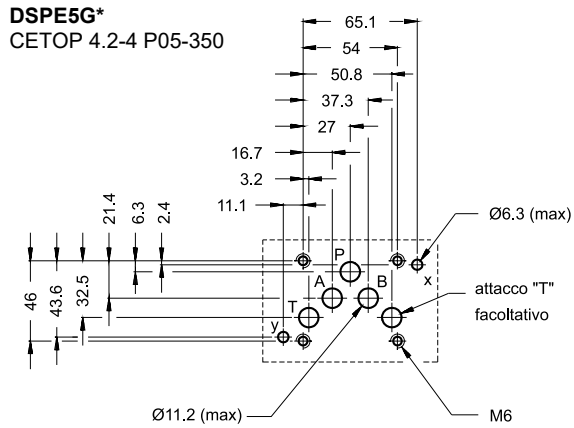 DSPE5G*
CETOP 4.2-4 P05-350
65.1
54
50.8
37.3
27
16.7
3.2
11.1
21.4
6.3
2.4
46
43.6
32.5
P
A
B
T
x
y
Ø6.3 (max)
attacco "T"
facoltativo
Ø11.2 (max)
M6